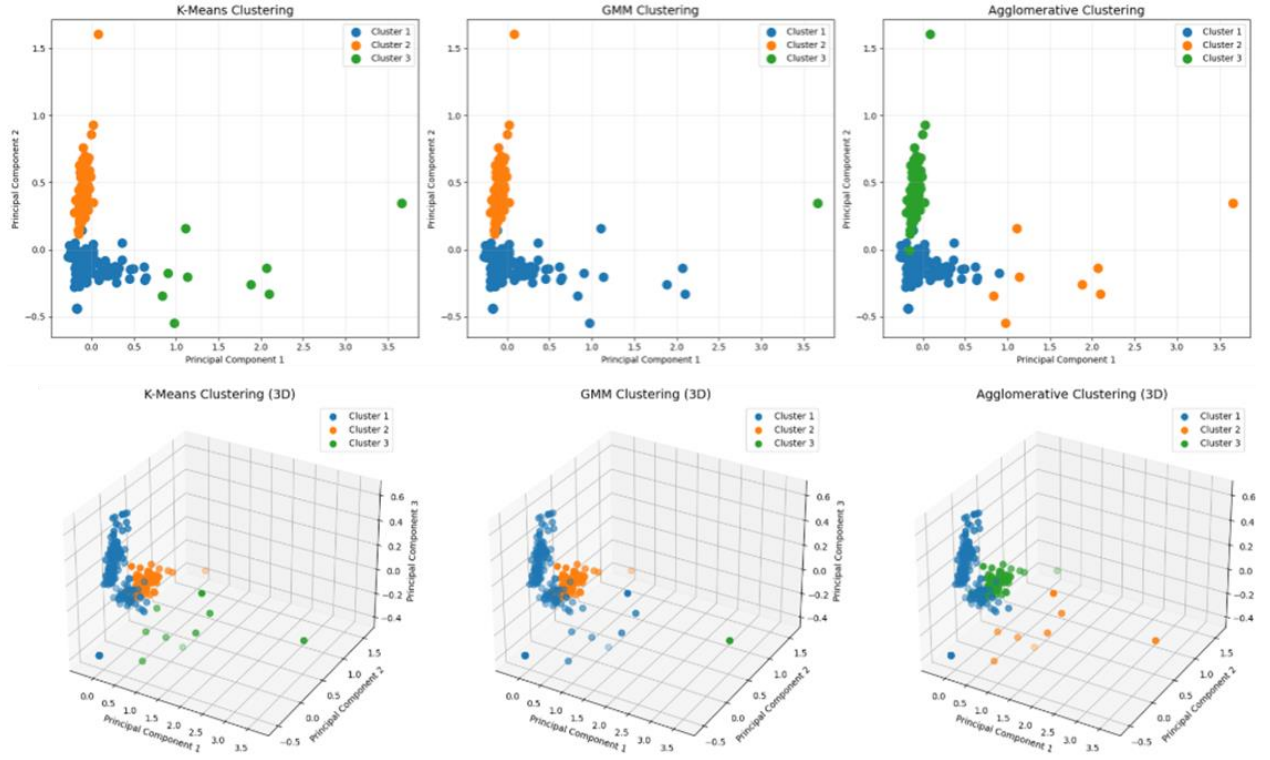 K-Means Clustering
Cluster 1
Cluster 2
Cluster 3
Principal Component 2
1.5
1.0
0.5
0.0
−0.5
0.0 0.5 1.0 1.5 2.0 2.5 3.0 3.5
Principal Component 1
GMM Clustering
Cluster 1
Cluster 2
Cluster 3
Principal Component 2
1.5
1.0
0.5
0.0
−0.5
0.0 0.5 1.0 1.5 2.0 2.5 3.0 3.5
Principal Component 1
Agglomerative Clustering
Cluster 1
Cluster 2
Cluster 3
Principal Component 2
1.5
1.0
0.5
0.0
−0.5
0.0 0.5 1.0 1.5 2.0 2.5 3.0 3.5
Principal Component 1
K-Means Clustering (3D)
Cluster 1
Cluster 2
Cluster 3
0.6
0.4
0.2
0.0
−0.2
−0.4
Principal Component 3
1.5
1.0
0.5
0.0
−0.5
Principal Component 2
0.0 0.5 1.0 1.5 2.0 2.5 3.0 3.5
Principal Component 1
GMM Clustering (3D)
Cluster 1
Cluster 2
Cluster 3
0.6
0.4
0.2
0.0
−0.2
−0.4
Principal Component 3
1.5
1.0
0.5
0.0
−0.5
Principal Component 2
0.0 0.5 1.0 1.5 2.0 2.5 3.0 3.5
Principal Component 1
Agglomerative Clustering (3D)
Cluster 1
Cluster 2
Cluster 3
0.6
0.4
0.2
0.0
−0.2
−0.4
1.5
1.0
0.5
0.0
−0.5
Principal Component 2
0.0 0.5 1.0 1.5 2.0 2.5 3.0 3.5
Principal Component 1